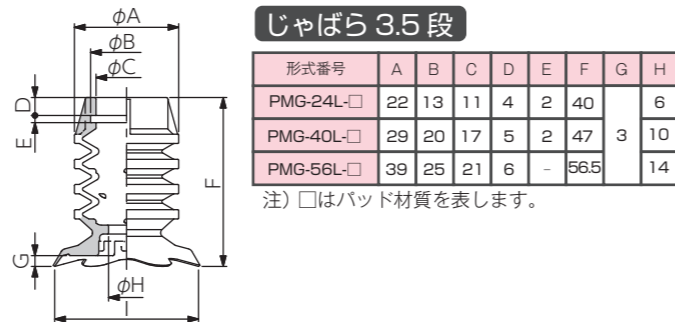 じゃばら 3.5 段
φA
φB
φC
D
E
F
G
φH
I
形式番号 A B C D E F G H
PMG-24L-□ 22 13 11 4 2 40 3 6
PMG-40L-□ 29 20 17 5 2 47 10
PMG-56L-□ 39 25 21 6 - 56.5 14
注）□はパッド材質を表します。